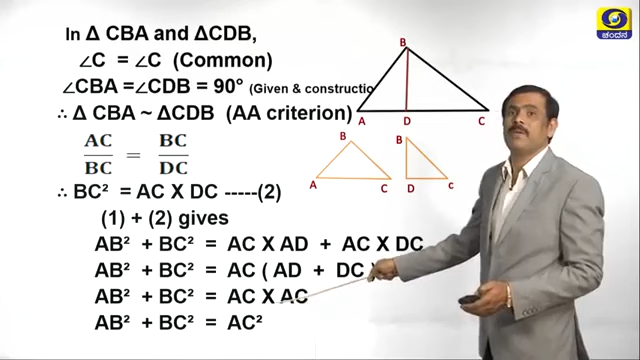 In Δ CBA and ΔCDB,
∠C = ∠C (Common)
∠CBA =∠CDB = 90° (Given & constructio
∴ Δ CBA ~ ΔCDB (AA criterion)
AC/BC = BC/DC
∴ BC² = AC X DC -----(2)
(1) + (2) gives
AB² + BC² = AC X AD + AC X DC
AB² + BC² = AC ( AD + DC
AB² + BC² = AC X AC
AB² + BC² = AC²
B
A D C
B B
A C D c
ಚಂದನ